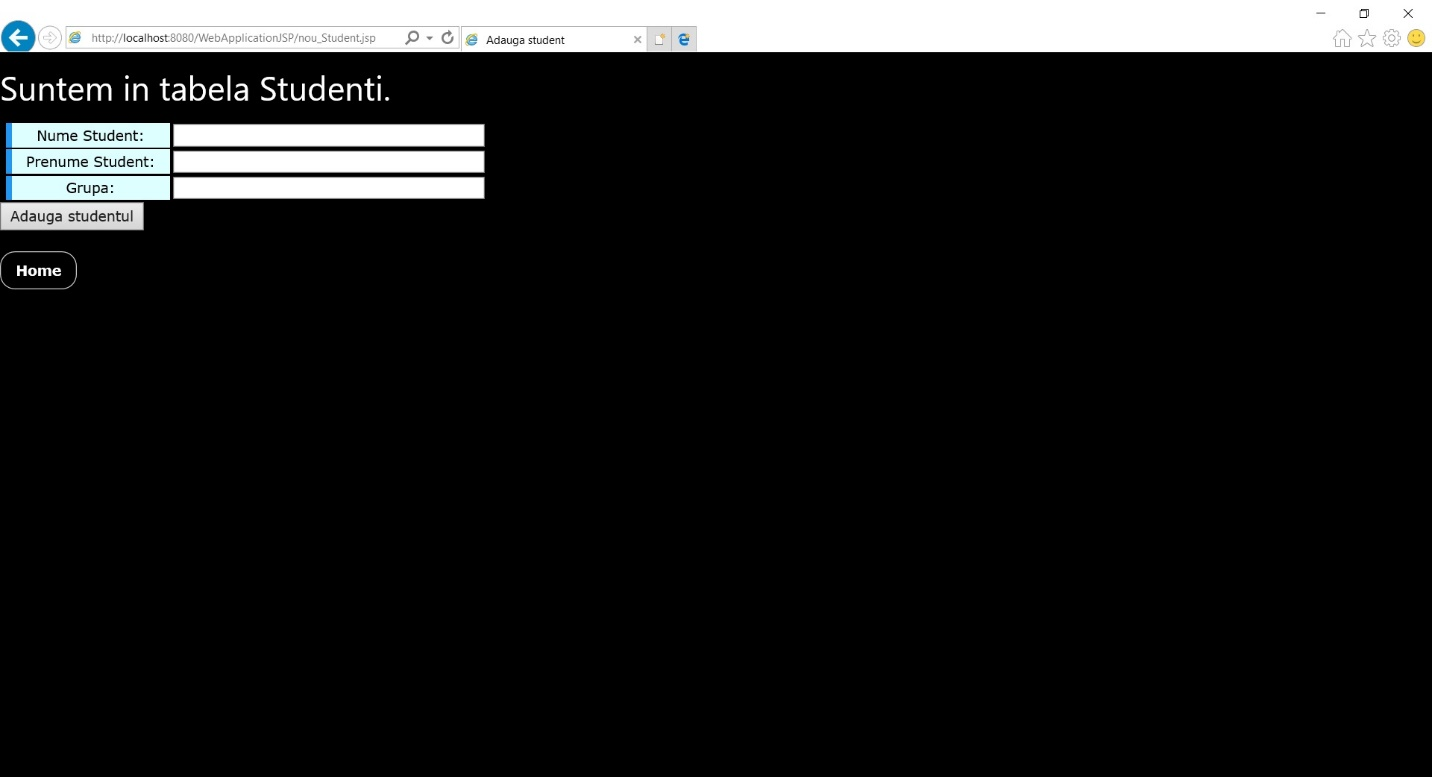 http://localhost:8080/WebApplicationJSP/nou_Student.jsp
Adauga student
Suntem in tabela Studenti.
Nume Student:
Prenume Student:
Grupa:
Adauga studentul
Home